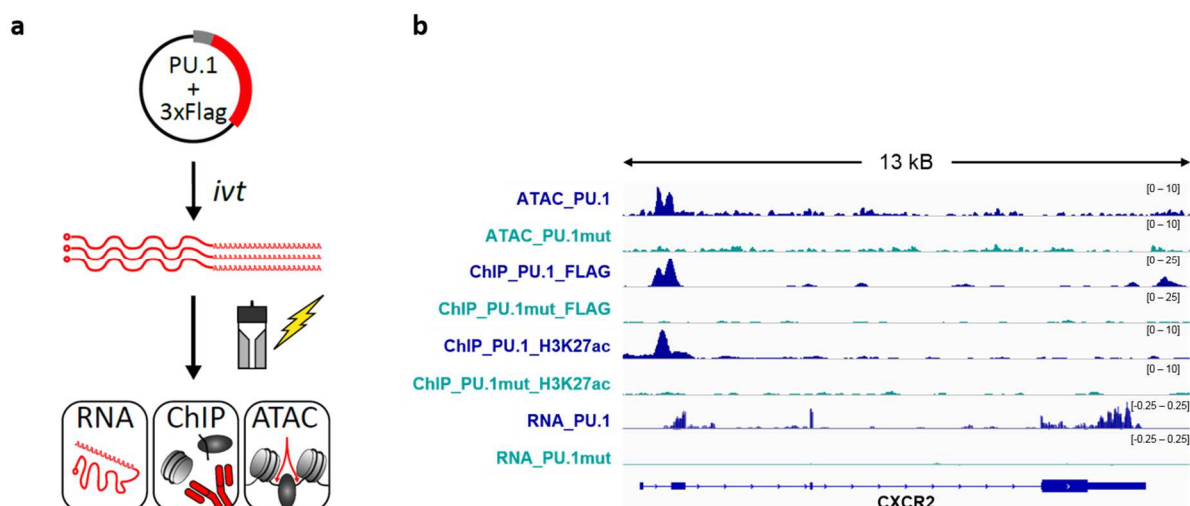 a
PU.1
+
3xFlag
ivt
RNA
ChIP
ATAC
b
13 kB
ATAC_PU.1
[0 – 10]
ATAC_PU.1mut
[0 – 10]
ChIP_PU.1_FLAG
[0 – 25]
ChIP_PU.1mut_FLAG
[0 – 25]
ChIP_PU.1_H3K27ac
[0 – 10]
ChIP_PU.1mut_H3K27ac
[0 – 10]
RNA_PU.1
[-0.25 – 0.25]
RNA_PU.1mut
[-0.25 – 0.25]
CXCR2